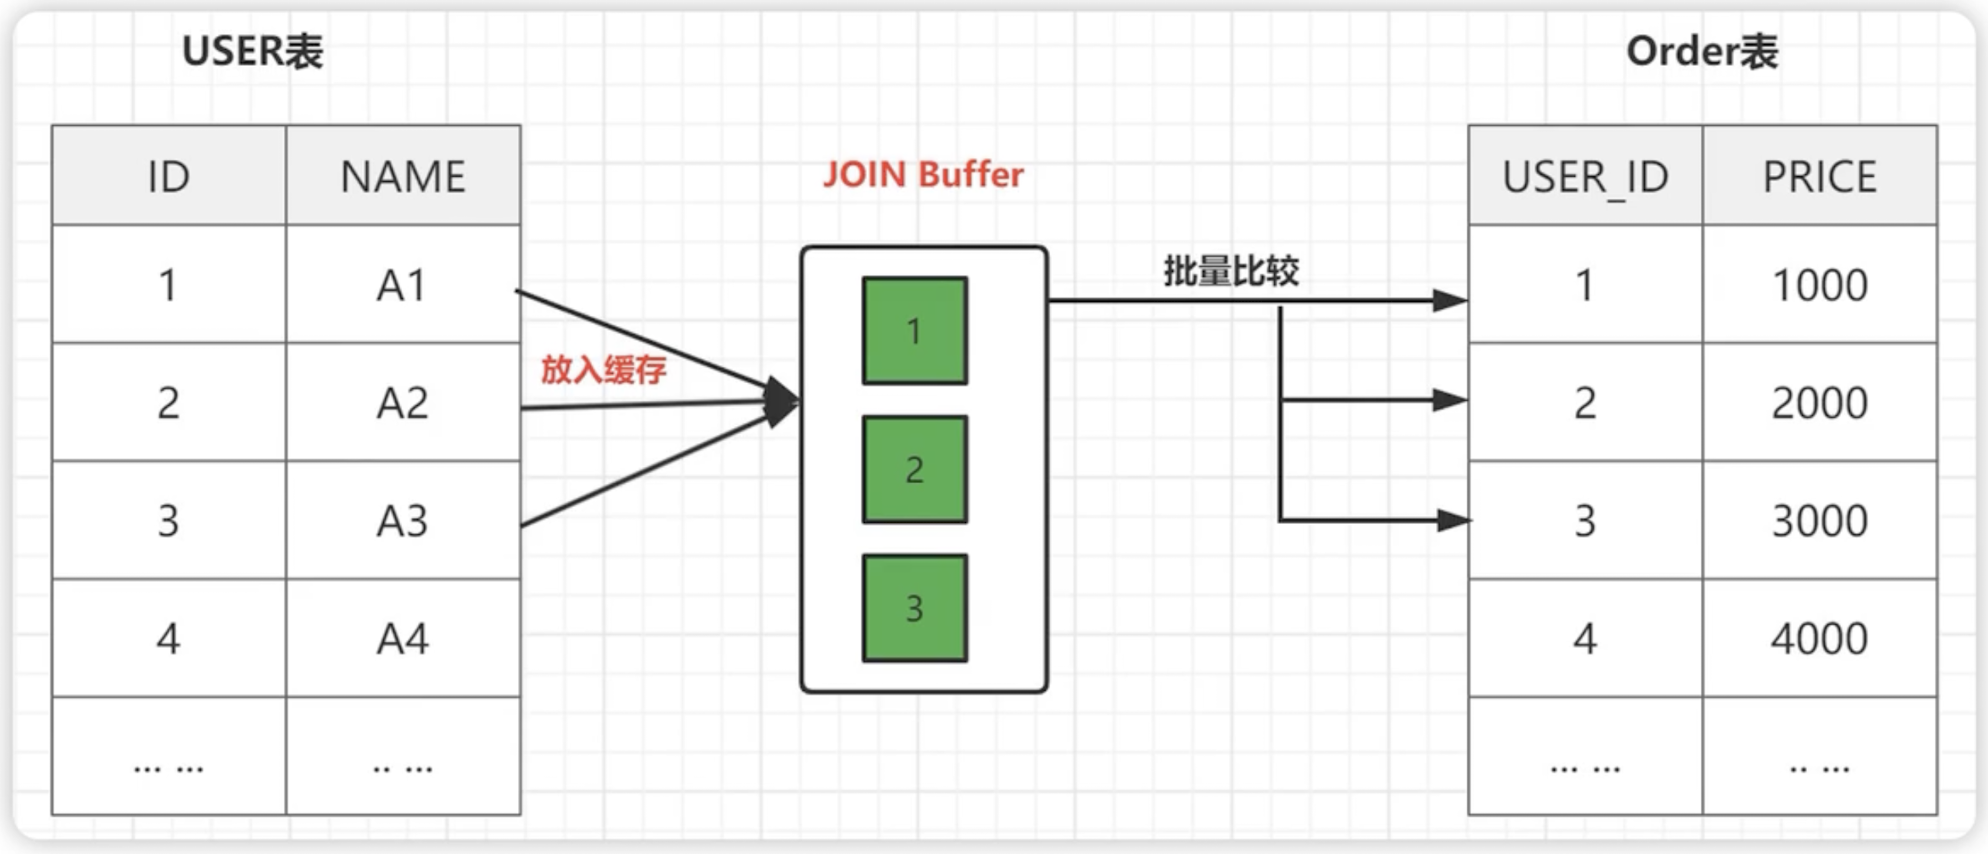 USER表
Order表
ID NAME
1 A1
2 A2
3 A3
4 A4
... ... .. ...
放入缓存
JOIN Buffer
1
2
3
批量比较
USER_ID PRICE
1 1000
2 2000
3 3000
4 4000
... ... .. ...